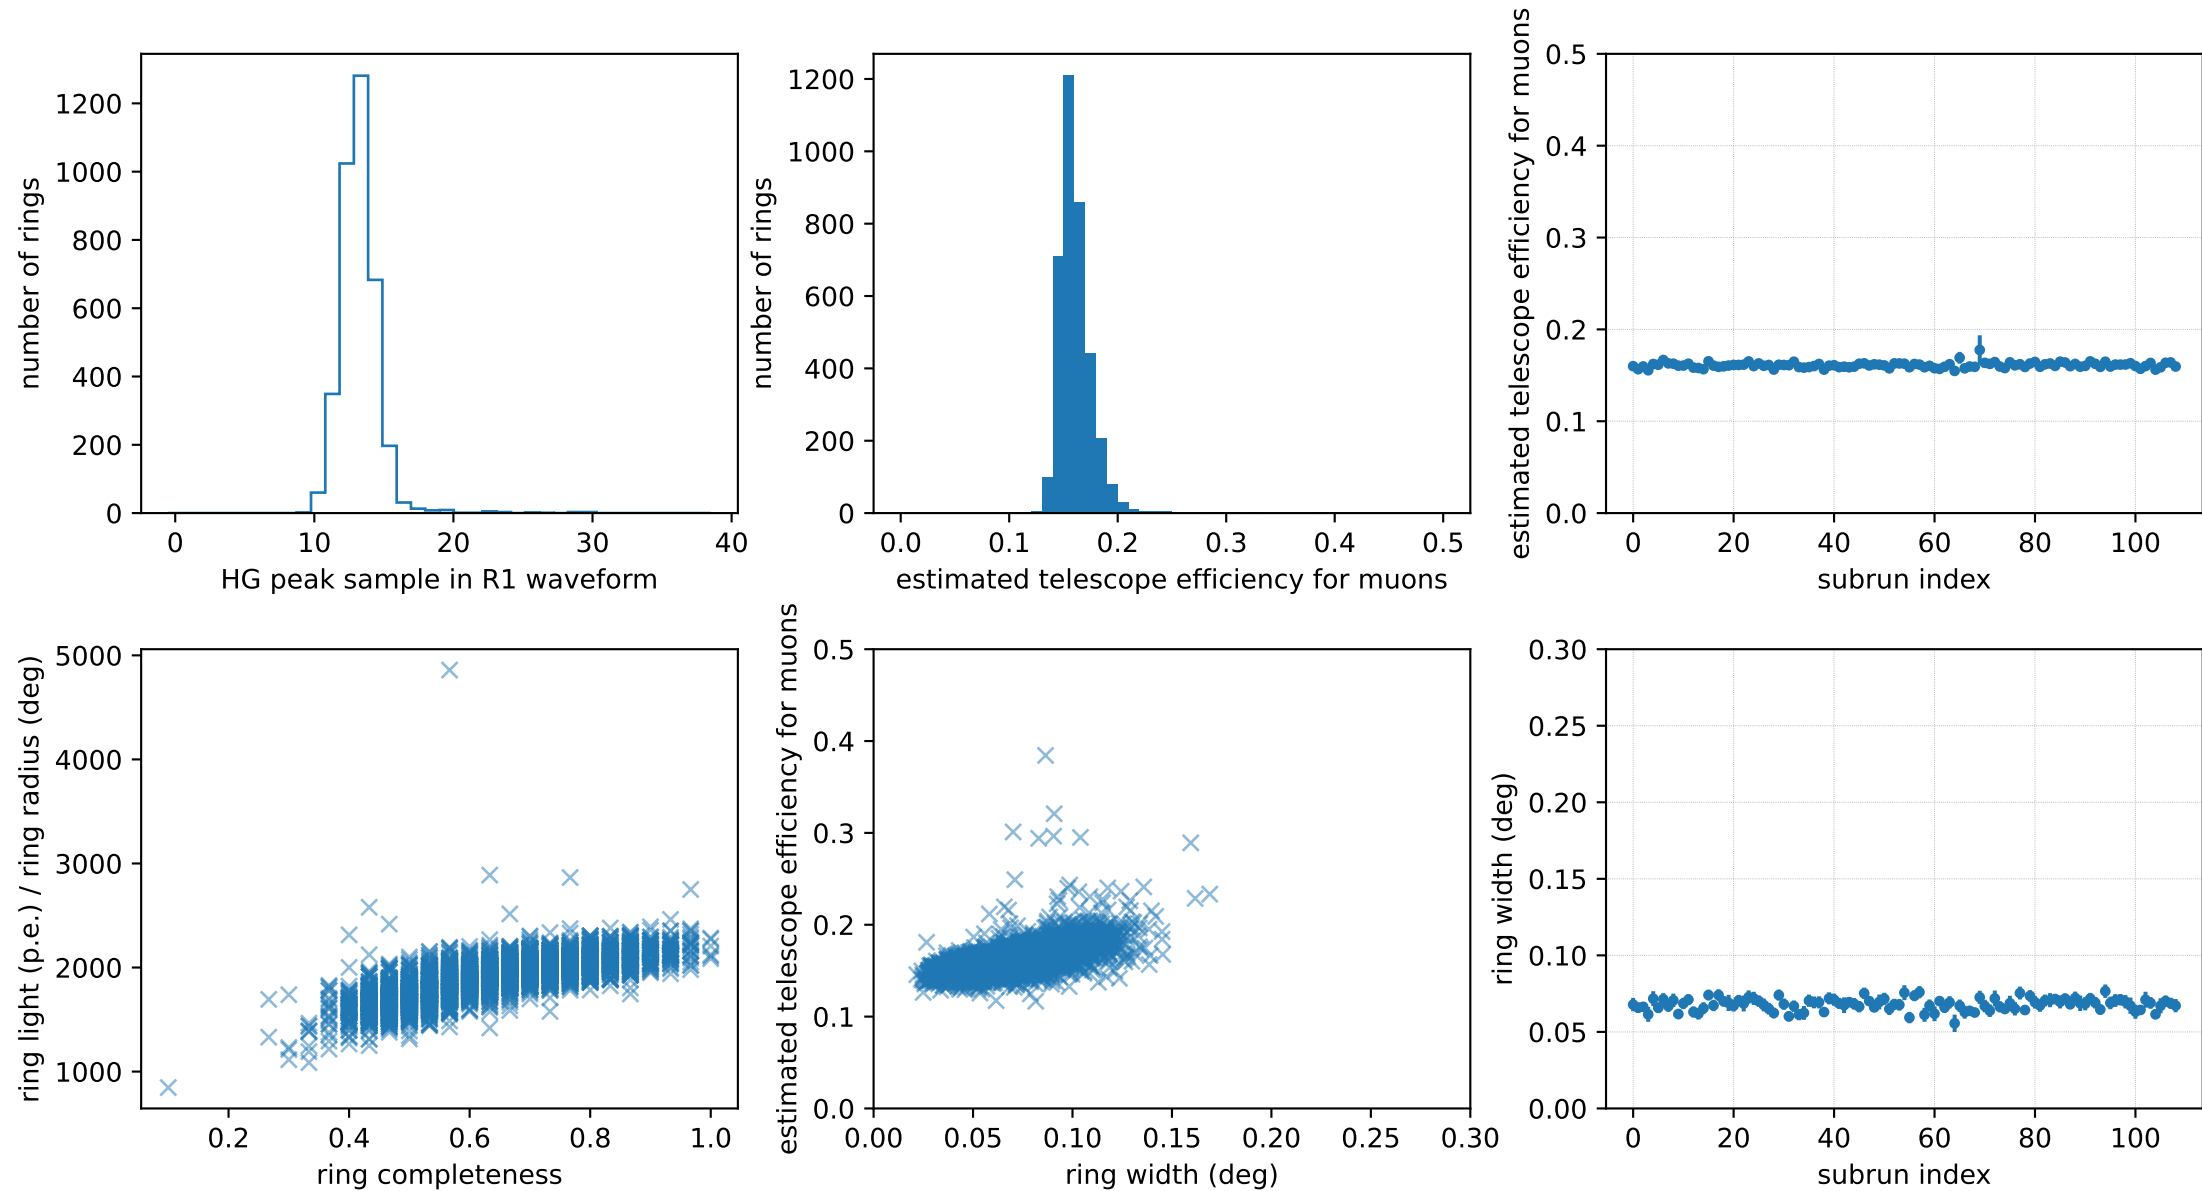 number of rings
1200
1000
800
600
400
200
0
0 10 20 30 40
HG peak sample in R1 waveform
number of rings
1200
1000
800
600
400
200
0
0.0 0.1 0.2 0.3 0.4 0.5
estimated telescope efficiency for muons
estimated telescope efficiency for muons
0.5
0.4
0.3
0.2
0.1
0.0
0 20 40 60 80 100
subrun index
ring light (p.e.) / ring radius (deg)
5000
4000
3000
2000
1000
0.2 0.4 0.6 0.8 1.0
ring completeness
estimated telescope efficiency for muons
0.5
0.4
0.3
0.2
0.1
0.0
0.00 0.05 0.10 0.15 0.20 0.25 0.30
ring width (deg)
ring width (deg)
0.30
0.25
0.20
0.15
0.10
0.05
0.00
0 20 40 60 80 100
subrun index